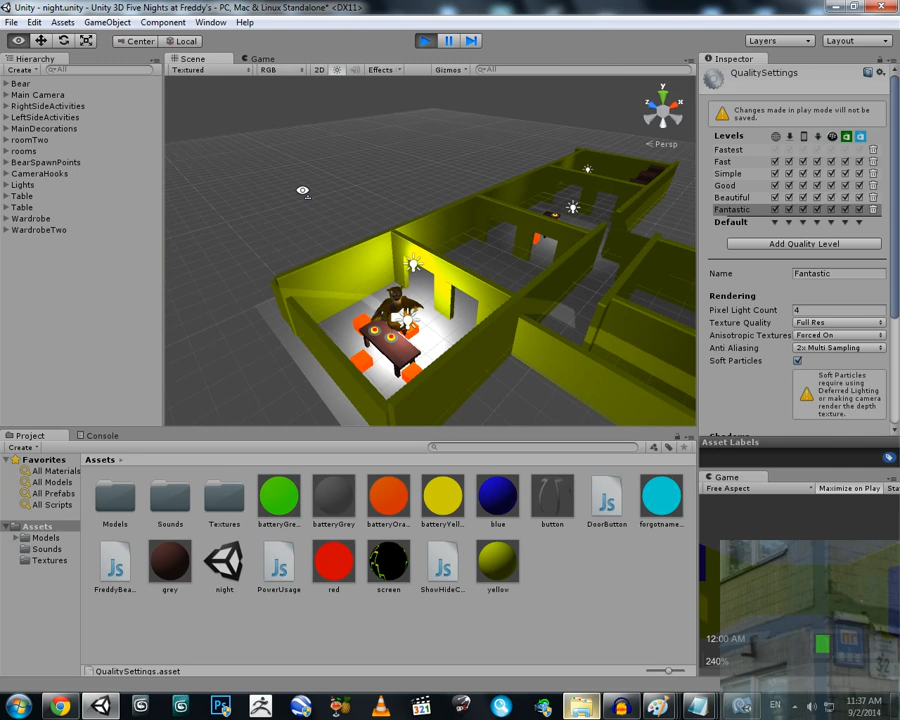 Unity - night.unity - Unity 3D Five Nights at Freddy's - PC, Mac & Linux Standalone* <DX11>
File Edit Assets GameObject Component Window Help
Center Local
Layers Layout
Hierarchy
Create All
Bear
Main Camera
RightSideActivities
LeftSideActivities
MainDecorations
roomTwo
rooms
BearSpawnPoints
CameraHooks
Lights
Table
Table
Wardrobe
WardrobeTwo
Scene Game
Textured RGB 2D Effects Gizmos All
y
z x
Persp
Inspector
QualitySettings
Changes made in play mode will not be saved.
Levels
Fastest
Fast
Simple
Good
Beautiful
Fantastic
Default
Add Quality Level
Name Fantastic
Rendering
Pixel Light Count 4
Texture Quality Full Res
Anisotropic Textures Forced On
Anti Aliasing 2x Multi Sampling
Soft Particles
Soft Particles require using Deferred Lighting or making camera render the depth texture.
Asset Labels
Game
Free Aspect Maximize on Play Sta
12:00 AM
240%
32
Project Console
Create
Favorites
All Materials
All Models
All Prefabs
All Scripts
Assets
Models
Sounds
Textures
Assets
Models Sounds Textures batteryGre... batteryGrey batteryOra... batteryYell... blue button DoorButton forgotname...
FreddyBea... grey night PowerUsage red screen ShowHideC... yellow
QualitySettings.asset
EN 11:37 AM
9/2/2014